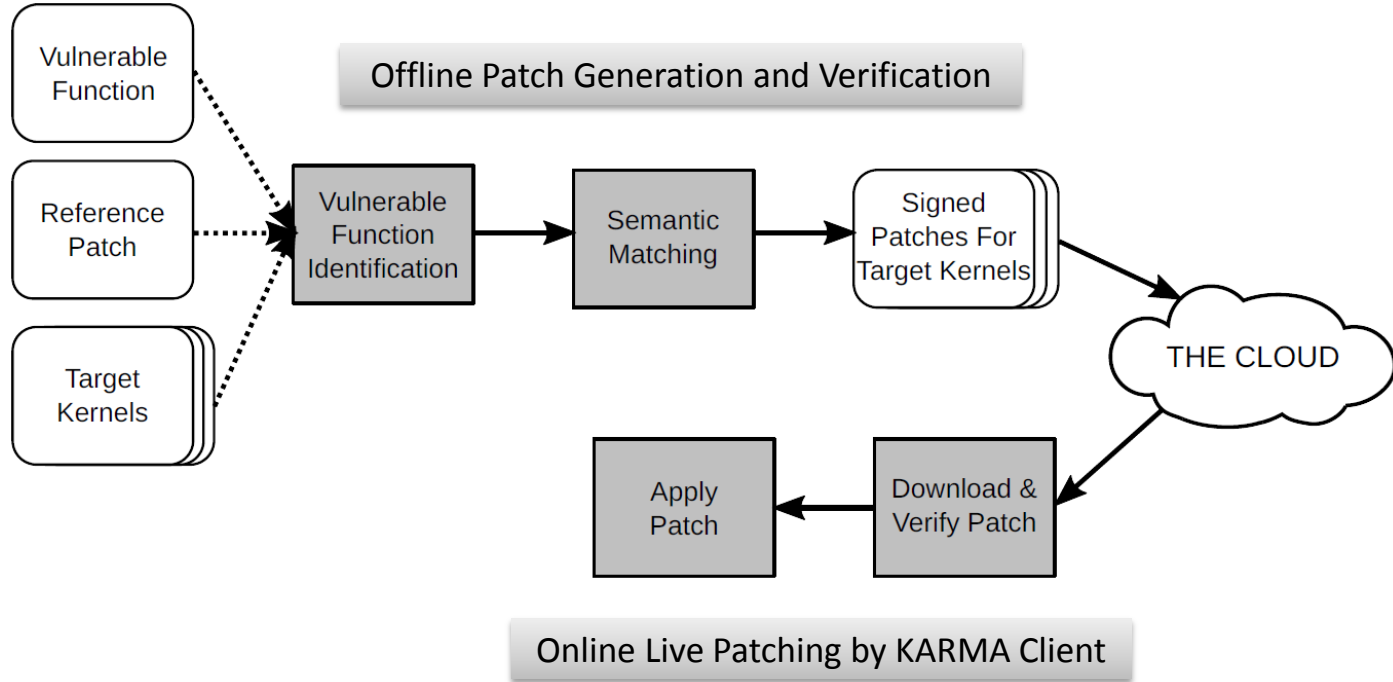 Vulnerable
Function
Offline Patch Generation and Verification
Reference
Patch
Vulnerable
Function
Identification
Semantic
Matching
Signed
Patches For
Target Kernels
Target
Kernels
THE CLOUD
Apply
Patch
Download &
Verify Patch
Online Live Patching by KARMA Client